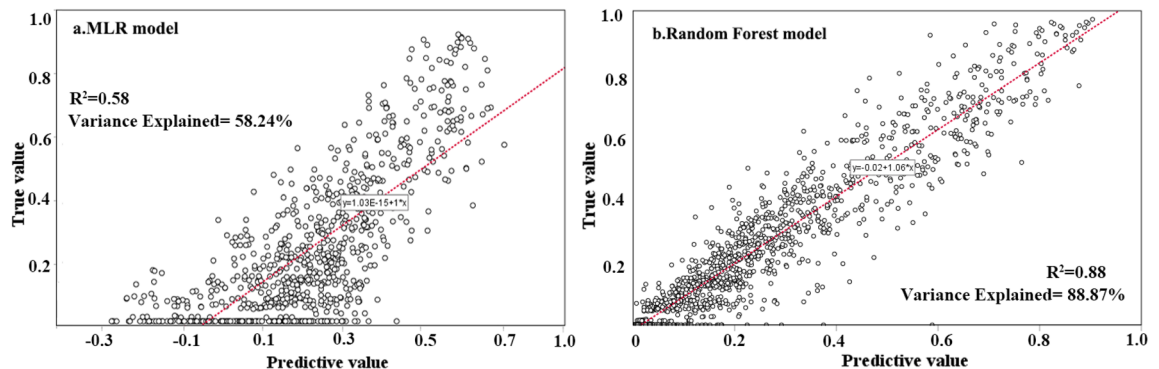 a.MLR model
R²=0.58
Variance Explained= 58.24%
y=1.03E-15+1*x
True value
1.0
0.8
0.6
0.4
0.2
-0.3 -0.1 0.1 0.3 0.5 0.7 1.0
Predictive value
b.Random Forest model
y=-0.02+1.06*x
R²=0.88
Variance Explained= 88.87%
True value
1.0
0.8
0.6
0.4
0.2
0 0.2 0.4 0.6 0.8 1.0
Predictive value